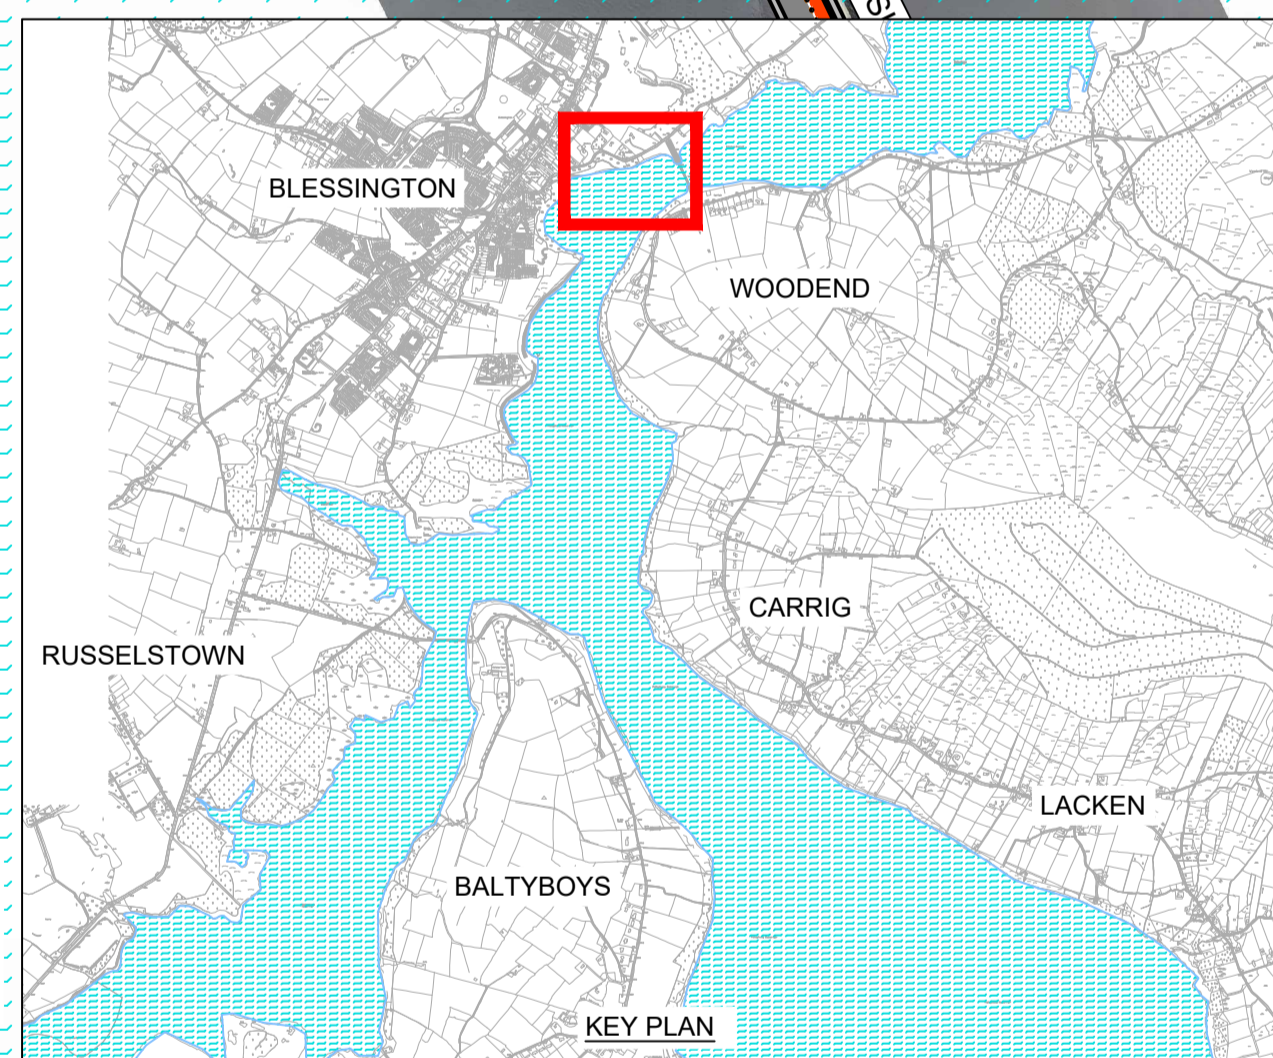 BLESSINGTON
WOODEND
CARRIG
RUSSELSTOWN
LACKEN
BALTYBOYS
KEY PLAN